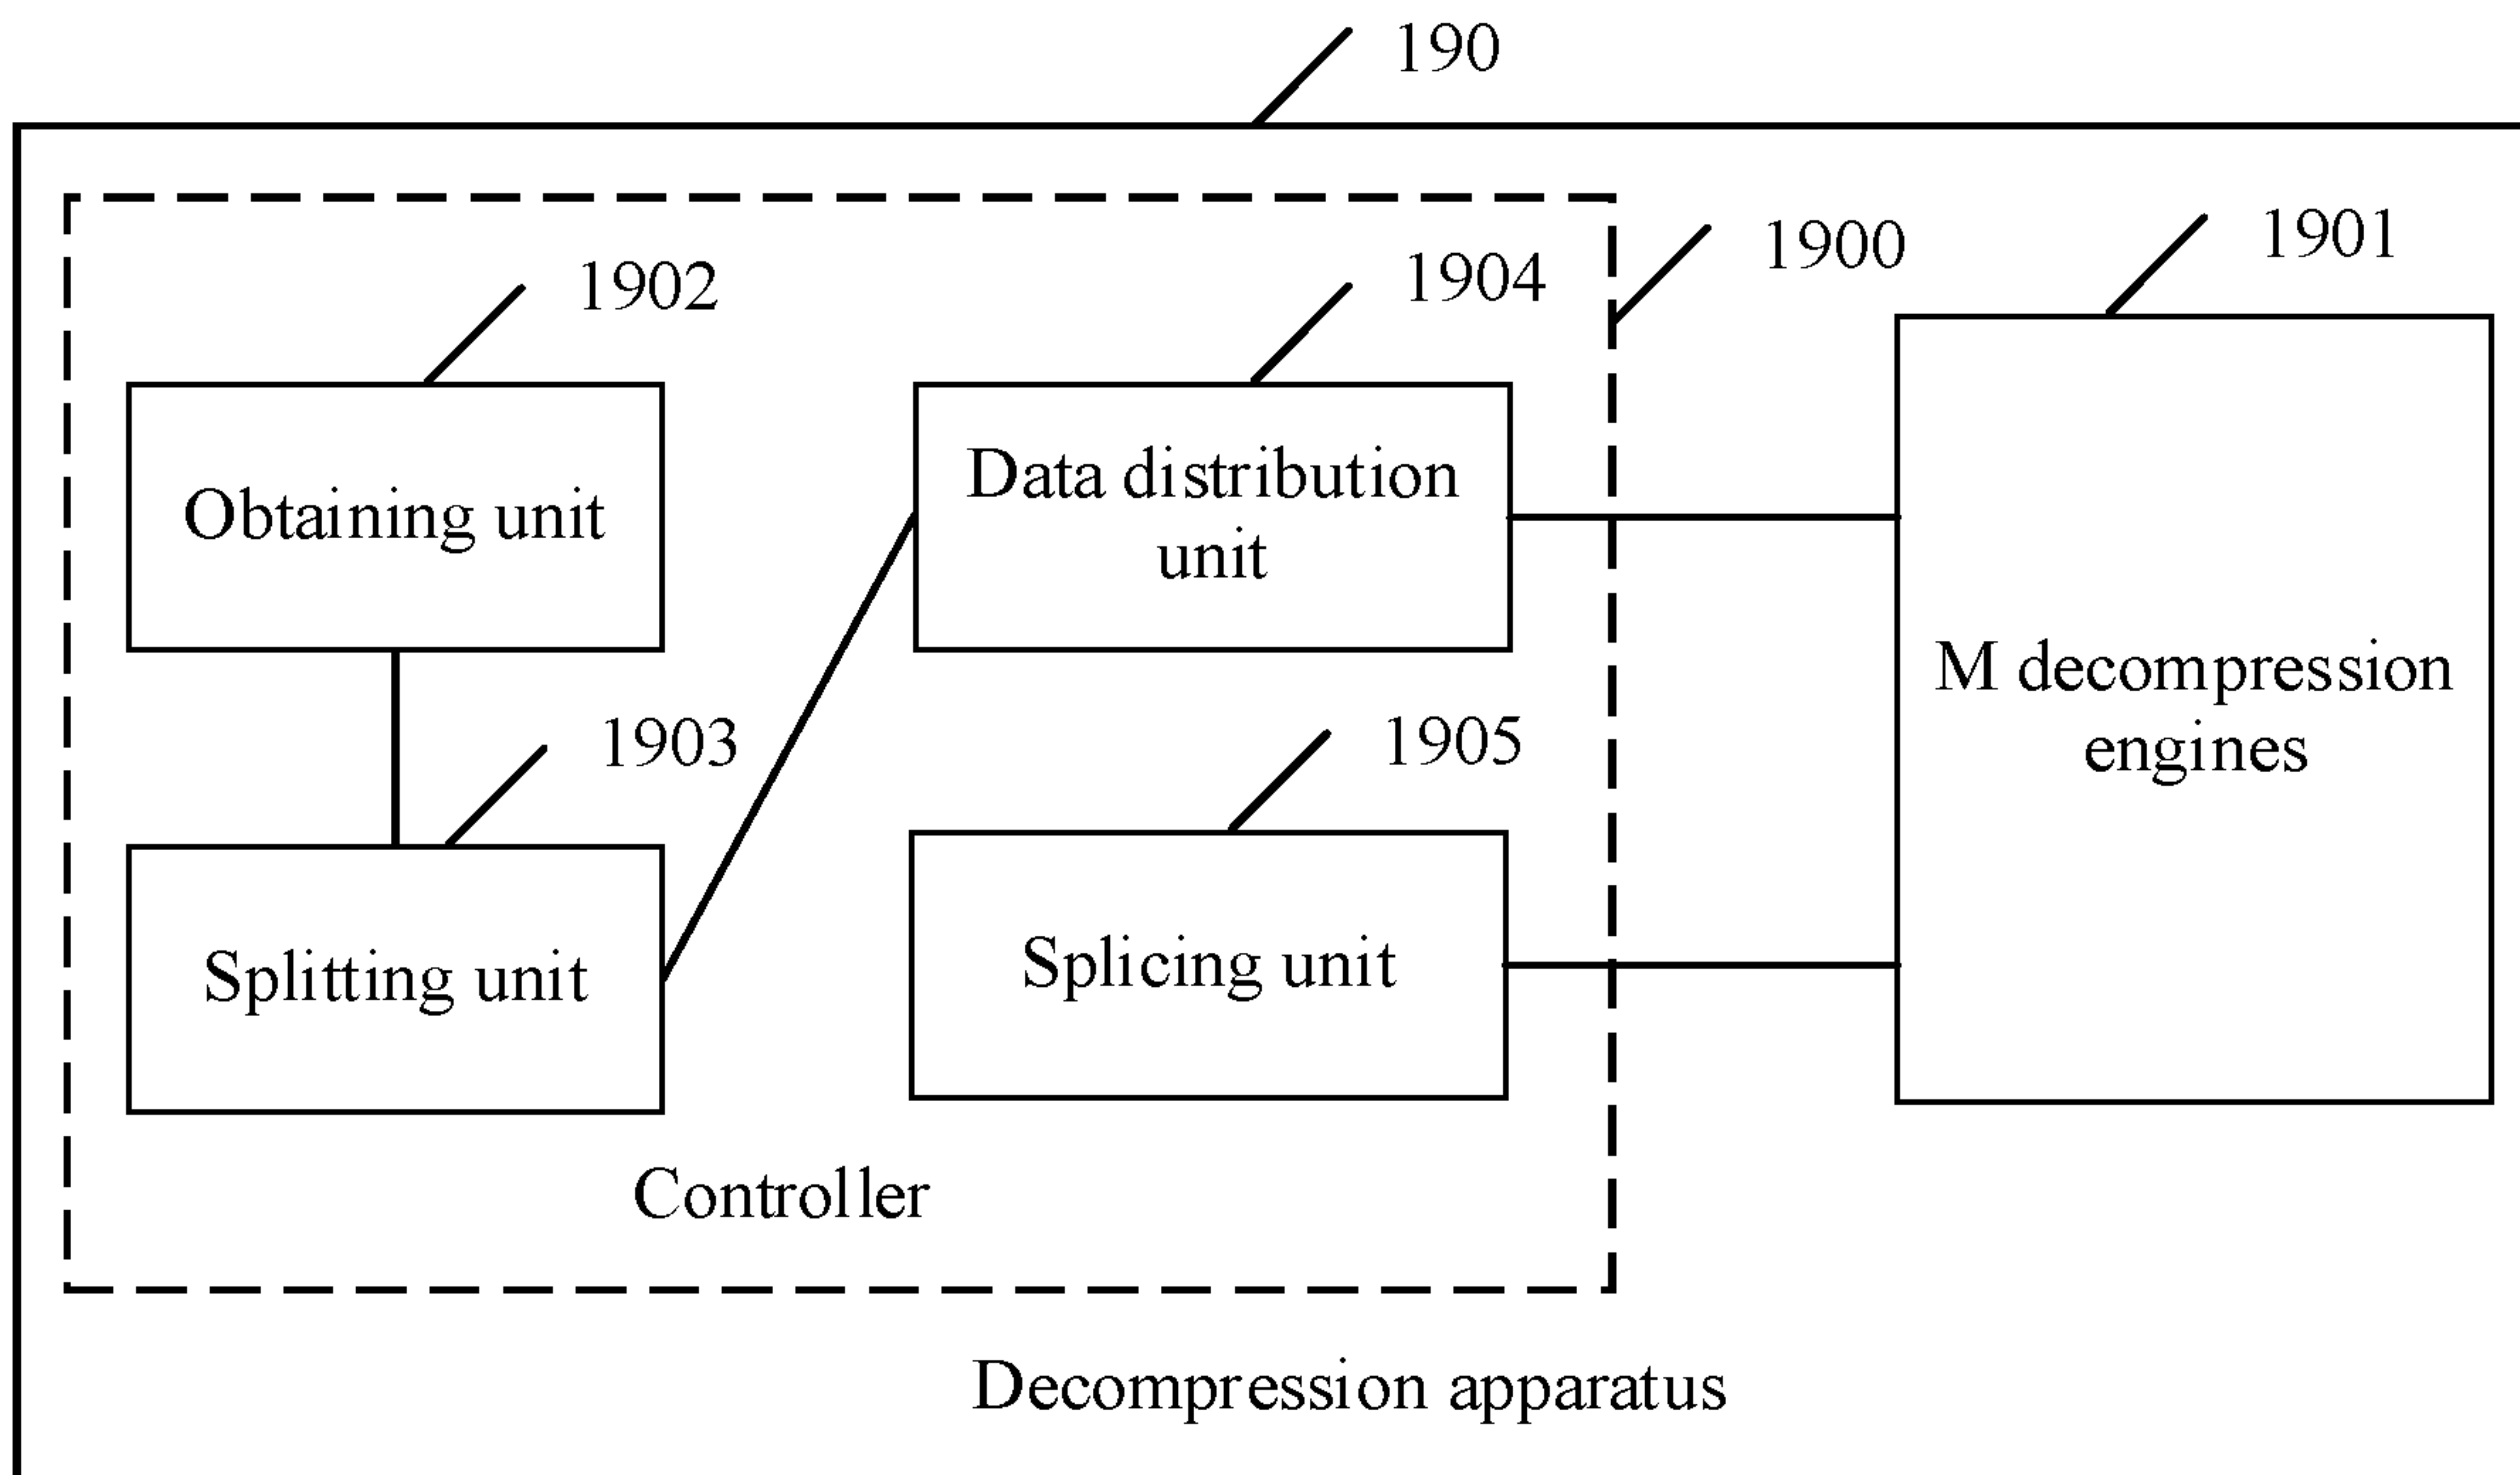 190
1900
1901
1902
1904
Obtaining unit
Data distribution
unit
M decompression
engines
1903
1905
Splitting unit
Splicing unit
Controller
Decompression apparatus